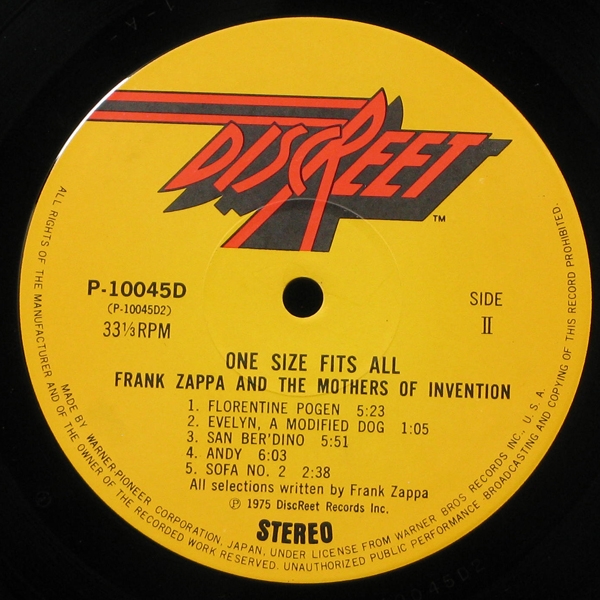 DISCREET
TM
P-10045D
(P-10045D2)
33⅓RPM
SIDE
II
ONE SIZE FITS ALL
FRANK ZAPPA AND THE MOTHERS OF INVENTION
1. FLORENTINE POGEN 5:23
2. EVELYN, A MODIFIED DOG 1:05
3. SAN BER'DINO 5:51
4. ANDY 6:03
5. SOFA NO. 2 2:38
All selections written by Frank Zappa
Ⓟ 1975 DiscReet Records Inc.
STEREO
MADE BY WARNER-PIONEER CORPORATION, JAPAN, UNDER LICENSE FROM WARNER BROS RECORDS INC., U.S.A.
ALL RIGHTS OF THE MANUFACTURER AND OF THE OWNER OF THE RECORDED WORK RESERVED. UNAUTHORIZED PUBLIC PERFORMANCE BROADCASTING AND COPYING OF THIS RECORD PROHIBITED.